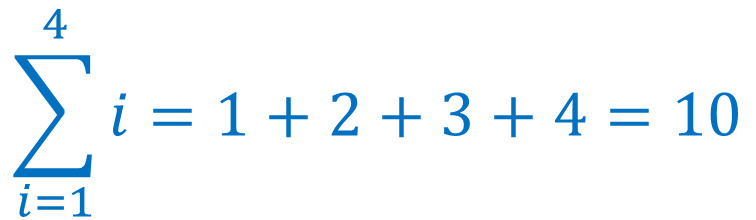 4
∑ i = 1 + 2 + 3 + 4 = 10
i=1